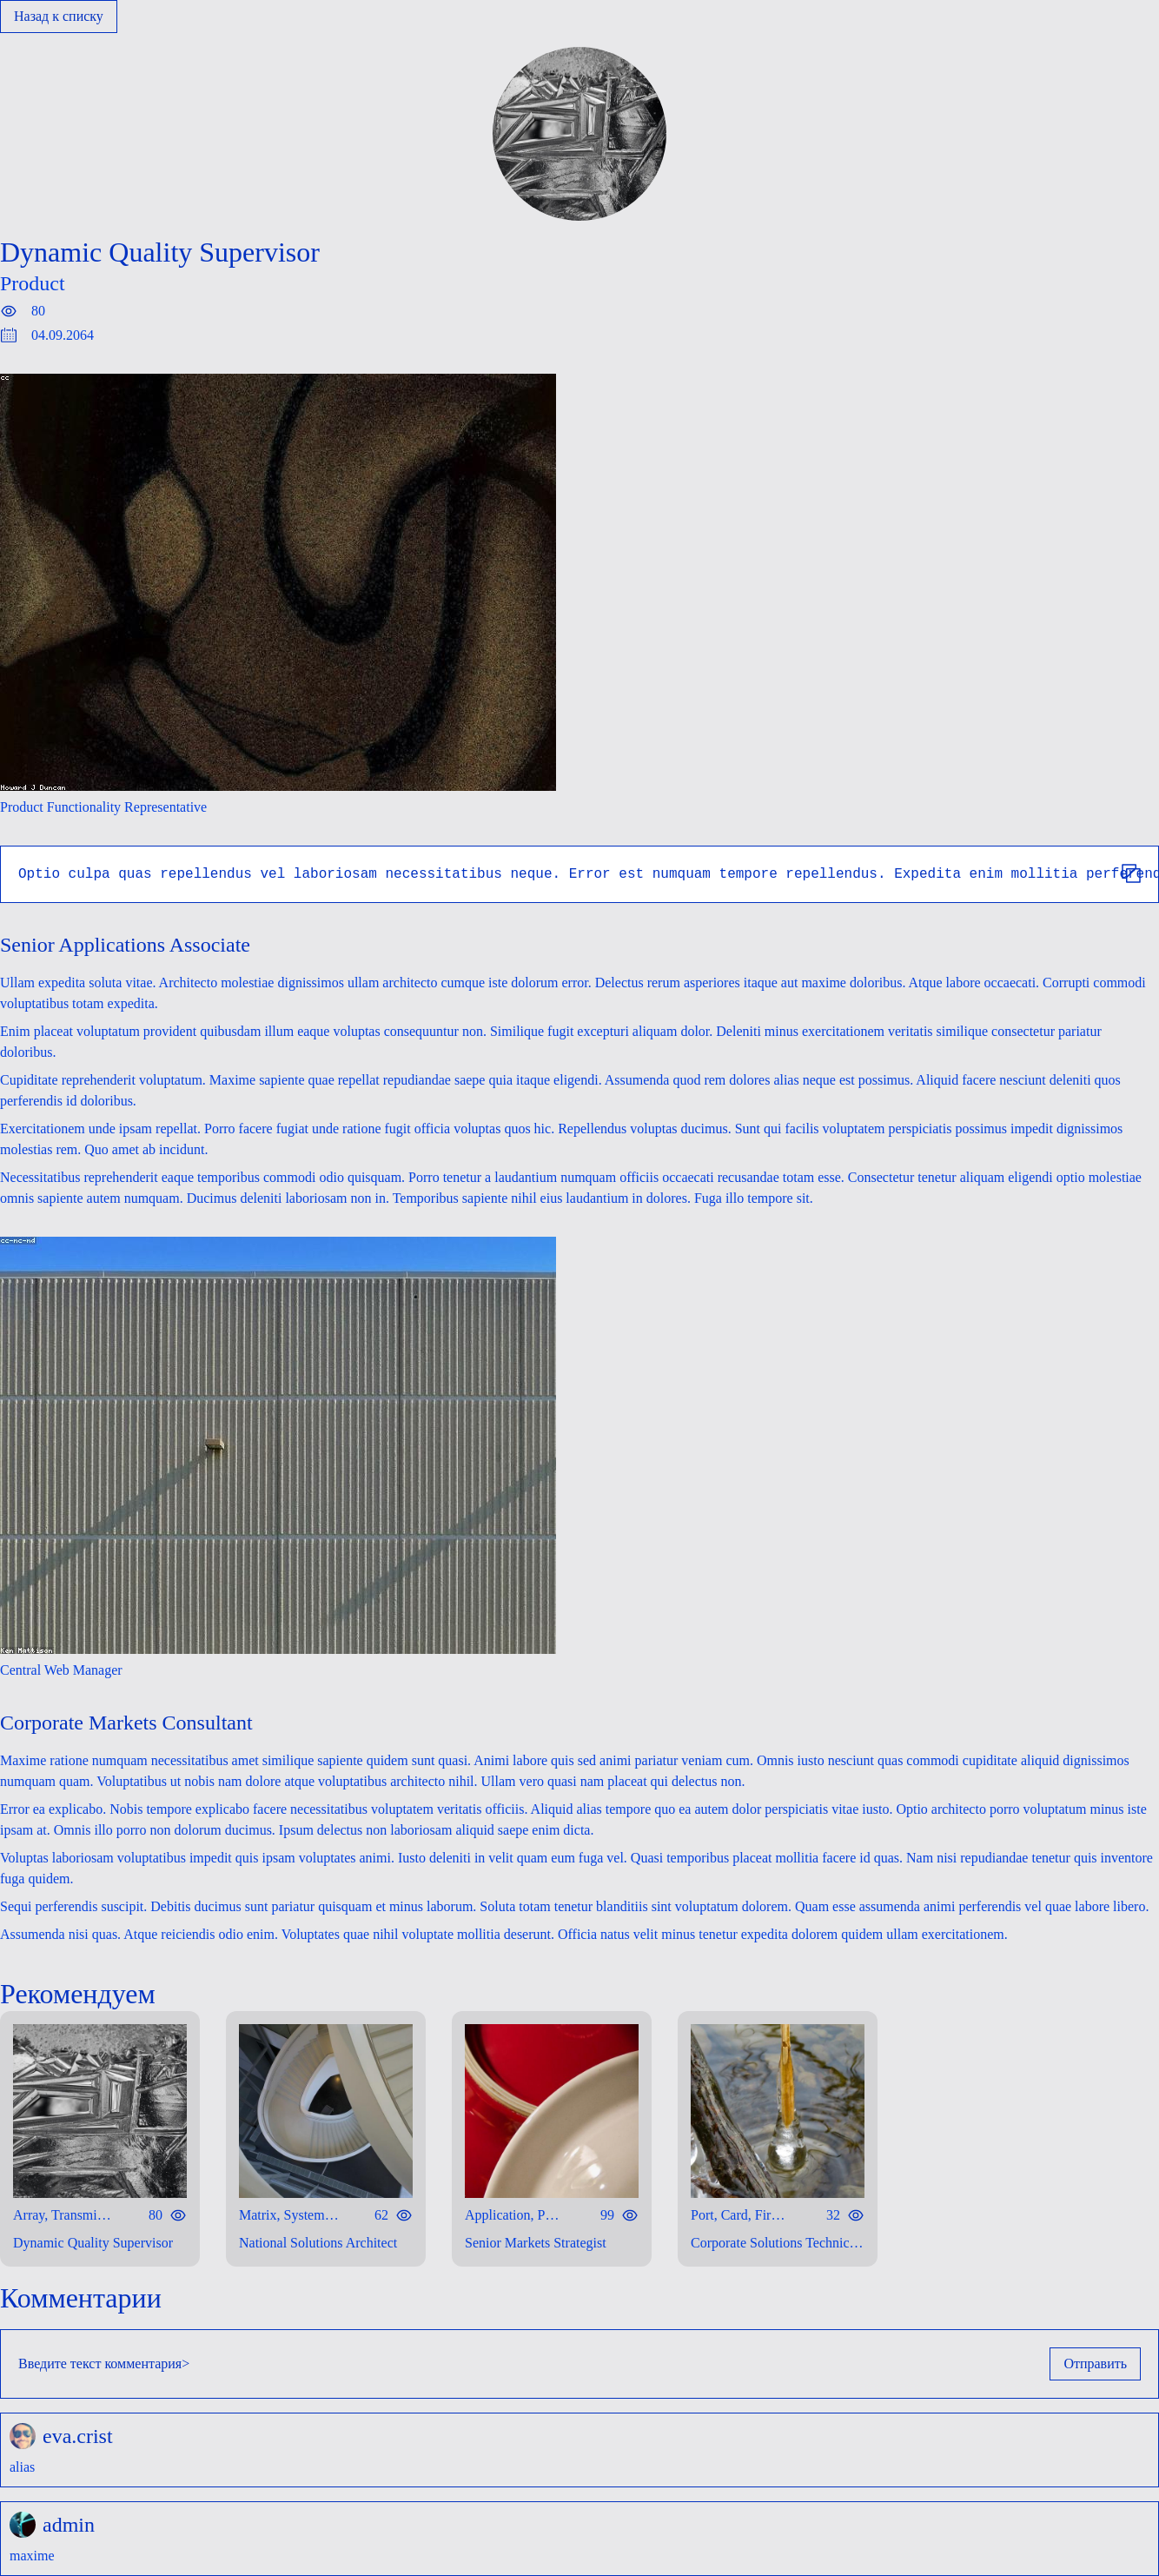 Назад к списку
Dynamic Quality Supervisor
Product
80
04.09.2064
cc
Howard J Duncan
Product Functionality Representative
Optio culpa quas repellendus vel laboriosam necessitatibus neque. Error est numquam tempore repellendus. Expedita enim mollitia perferend
Senior Applications Associate
Ullam expedita soluta vitae. Architecto molestiae dignissimos ullam architecto cumque iste dolorum error. Delectus rerum asperiores itaque aut maxime doloribus. Atque labore occaecati. Corrupti commodi
voluptatibus totam expedita.
Enim placeat voluptatum provident quibusdam illum eaque voluptas consequuntur non. Similique fugit excepturi aliquam dolor. Deleniti minus exercitationem veritatis similique consectetur pariatur
doloribus.
Cupiditate reprehenderit voluptatum. Maxime sapiente quae repellat repudiandae saepe quia itaque eligendi. Assumenda quod rem dolores alias neque est possimus. Aliquid facere nesciunt deleniti quos
perferendis id doloribus.
Exercitationem unde ipsam repellat. Porro facere fugiat unde ratione fugit officia voluptas quos hic. Repellendus voluptas ducimus. Sunt qui facilis voluptatem perspiciatis possimus impedit dignissimos
molestias rem. Quo amet ab incidunt.
Necessitatibus reprehenderit eaque temporibus commodi odio quisquam. Porro tenetur a laudantium numquam officiis occaecati recusandae totam esse. Consectetur tenetur aliquam eligendi optio molestiae
omnis sapiente autem numquam. Ducimus deleniti laboriosam non in. Temporibus sapiente nihil eius laudantium in dolores. Fuga illo tempore sit.
cc-nc-nd
Ken Mattison
Central Web Manager
Corporate Markets Consultant
Maxime ratione numquam necessitatibus amet similique sapiente quidem sunt quasi. Animi labore quis sed animi pariatur veniam cum. Omnis iusto nesciunt quas commodi cupiditate aliquid dignissimos
numquam quam. Voluptatibus ut nobis nam dolore atque voluptatibus architecto nihil. Ullam vero quasi nam placeat qui delectus non.
Error ea explicabo. Nobis tempore explicabo facere necessitatibus voluptatem veritatis officiis. Aliquid alias tempore quo ea autem dolor perspiciatis vitae iusto. Optio architecto porro voluptatum minus iste
ipsam at. Omnis illo porro non dolorum ducimus. Ipsum delectus non laboriosam aliquid saepe enim dicta.
Voluptas laboriosam voluptatibus impedit quis ipsam voluptates animi. Iusto deleniti in velit quam eum fuga vel. Quasi temporibus placeat mollitia facere id quas. Nam nisi repudiandae tenetur quis inventore
fuga quidem.
Sequi perferendis suscipit. Debitis ducimus sunt pariatur quisquam et minus laborum. Soluta totam tenetur blanditiis sint voluptatum dolorem. Quam esse assumenda animi perferendis vel quae labore libero.
Assumenda nisi quas. Atque reiciendis odio enim. Voluptates quae nihil voluptate mollitia deserunt. Officia natus velit minus tenetur expedita dolorem quidem ullam exercitationem.
Рекомендуем
Array, Transmi… 80
Dynamic Quality Supervisor
Matrix, System… 62
National Solutions Architect
Application, P… 99
Senior Markets Strategist
Port, Card, Fir… 32
Corporate Solutions Technic…
Комментарии
Введите текст комментария>
Отправить
eva.crist
alias
admin
maxime